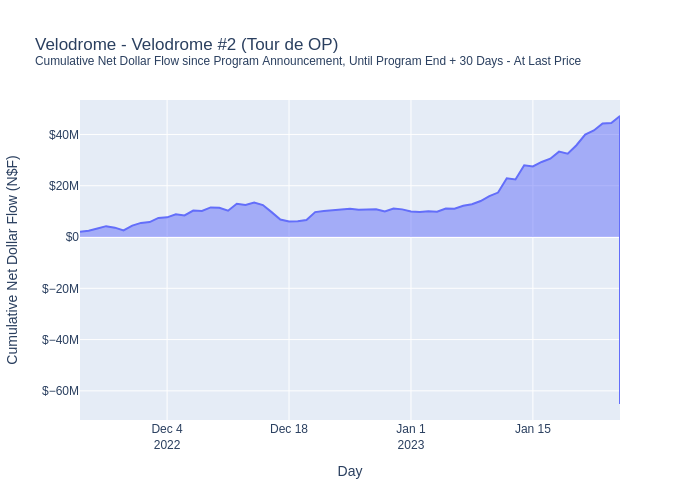 Velodrome - Velodrome #2 (Tour de OP)
Cumulative Net Dollar Flow since Program Announcement, Until Program End + 30 Days - At Last Price
Cumulative Net Dollar Flow (N$F)
$40M
$20M
$0
$−20M
$−40M
$−60M
Dec 4
2022
Dec 18
Jan 1
2023
Jan 15
Day